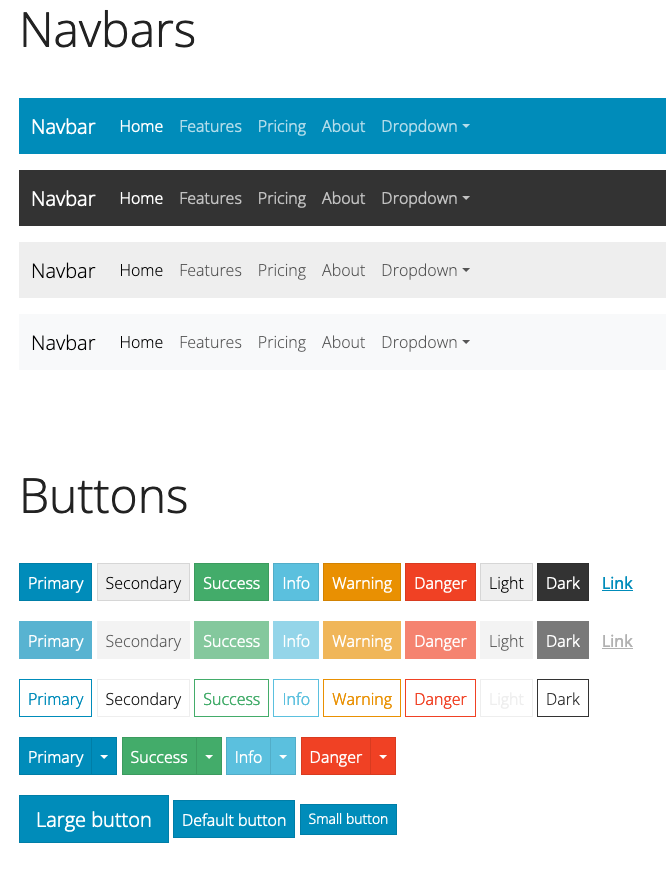 Navbars
Navbar Home Features Pricing About Dropdown
Navbar Home Features Pricing About Dropdown
Navbar Home Features Pricing About Dropdown
Navbar Home Features Pricing About Dropdown
Buttons
Primary Secondary Success Info Warning Danger Light Dark Link
Primary Secondary Success Info Warning Danger Light Dark Link
Primary Secondary Success Info Warning Danger Light Dark
Primary Success Info Danger
Large button Default button Small button